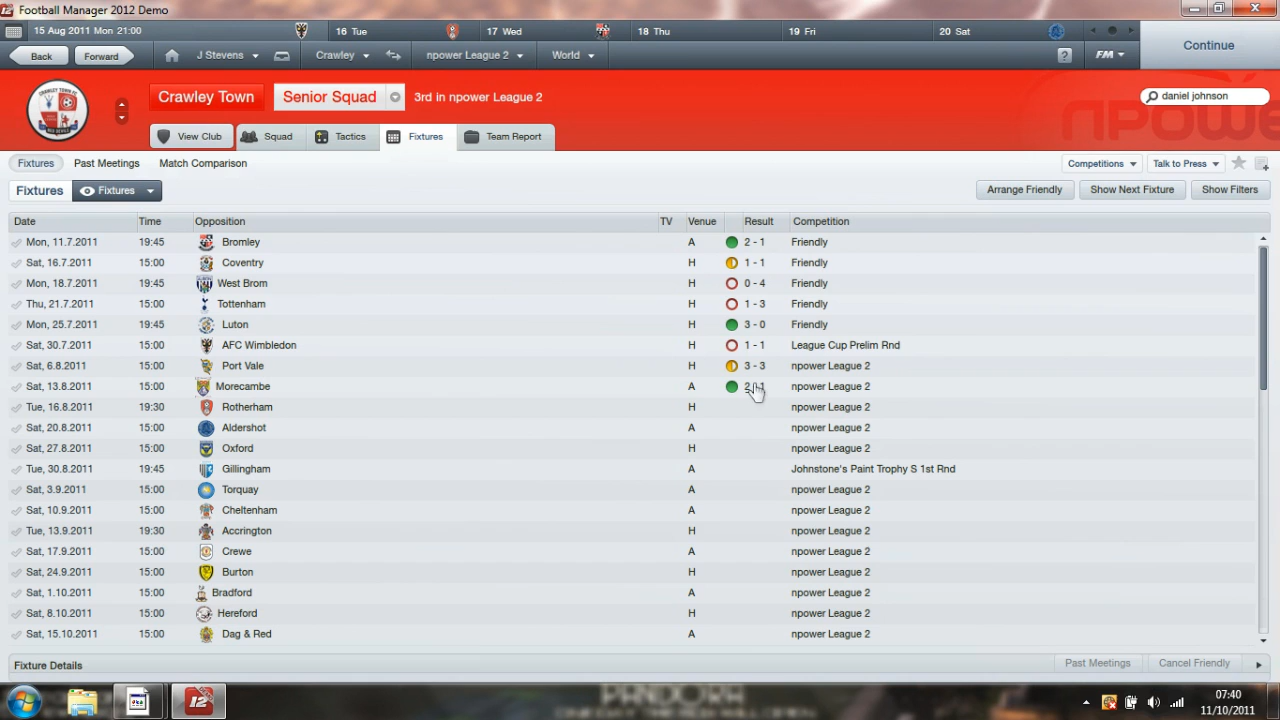 Football Manager 2012 Demo
15 Aug 2011 Mon 21:00 16 Tue 17 Wed 18 Thu 19 Fri 20 Sat
Continue
Back Forward J Stevens Crawley npower League 2 World ? FM
Crawley Town Senior Squad 3rd in npower League 2 daniel johnson
View Club Squad Tactics Fixtures Team Report
Fixtures Past Meetings Match Comparison Competitions Talk to Press
Fixtures Fixtures Arrange Friendly Show Next Fixture Show Filters
Date Time Opposition TV Venue Result Competition
Mon, 11.7.2011 19:45 Bromley A 2 - 1 Friendly
Sat, 16.7.2011 15:00 Coventry H 1 - 1 Friendly
Mon, 18.7.2011 19:45 West Brom H 0 - 4 Friendly
Thu, 21.7.2011 15:00 Tottenham H 1 - 3 Friendly
Mon, 25.7.2011 19:45 Luton H 3 - 0 Friendly
Sat, 30.7.2011 15:00 AFC Wimbledon H 1 - 1 League Cup Prelim Rnd
Sat, 6.8.2011 15:00 Port Vale H 3 - 3 npower League 2
Sat, 13.8.2011 15:00 Morecambe A 2 - 1 npower League 2
Tue, 16.8.2011 19:30 Rotherham H npower League 2
Sat, 20.8.2011 15:00 Aldershot A npower League 2
Sat, 27.8.2011 15:00 Oxford H npower League 2
Tue, 30.8.2011 19:45 Gillingham A Johnstone's Paint Trophy S 1st Rnd
Sat, 3.9.2011 15:00 Torquay A npower League 2
Sat, 10.9.2011 15:00 Cheltenham A npower League 2
Tue, 13.9.2011 19:30 Accrington H npower League 2
Sat, 17.9.2011 15:00 Crewe A npower League 2
Sat, 24.9.2011 15:00 Burton H npower League 2
Sat, 1.10.2011 15:00 Bradford A npower League 2
Sat, 8.10.2011 15:00 Hereford H npower League 2
Sat, 15.10.2011 15:00 Dag & Red A npower League 2
Fixture Details Past Meetings Cancel Friendly
PANDORA
07:40
11/10/2011